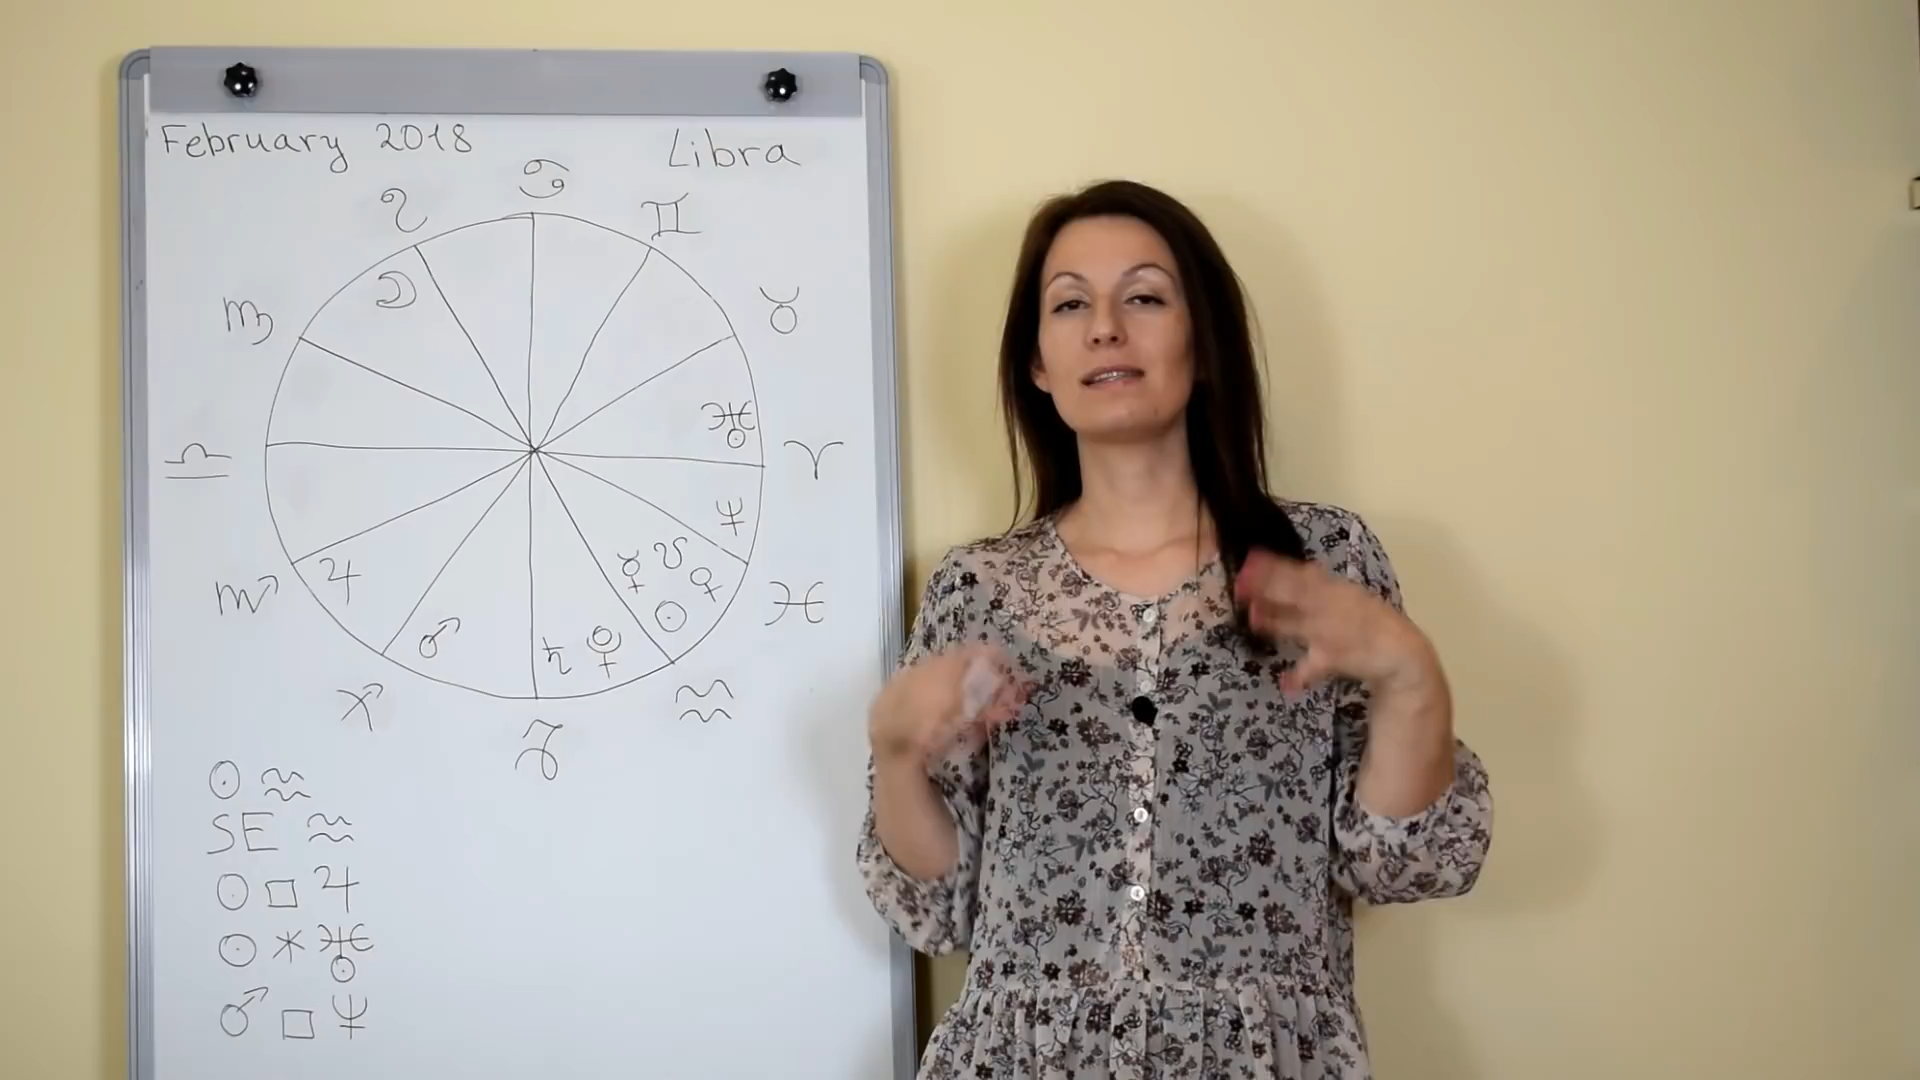 February 2018 Libra
♋
♌ ♊
☽
♍ ♉
♅
♎ ♈
♆
☿ ☋ ♀
♏ ♃ ☉ ♓
♂ ♄ ♀
♐ ♒
♑
☉ ♒
SE ♒
☉ □ ♃
☉ ⚹ ♅
♂ □ ♆